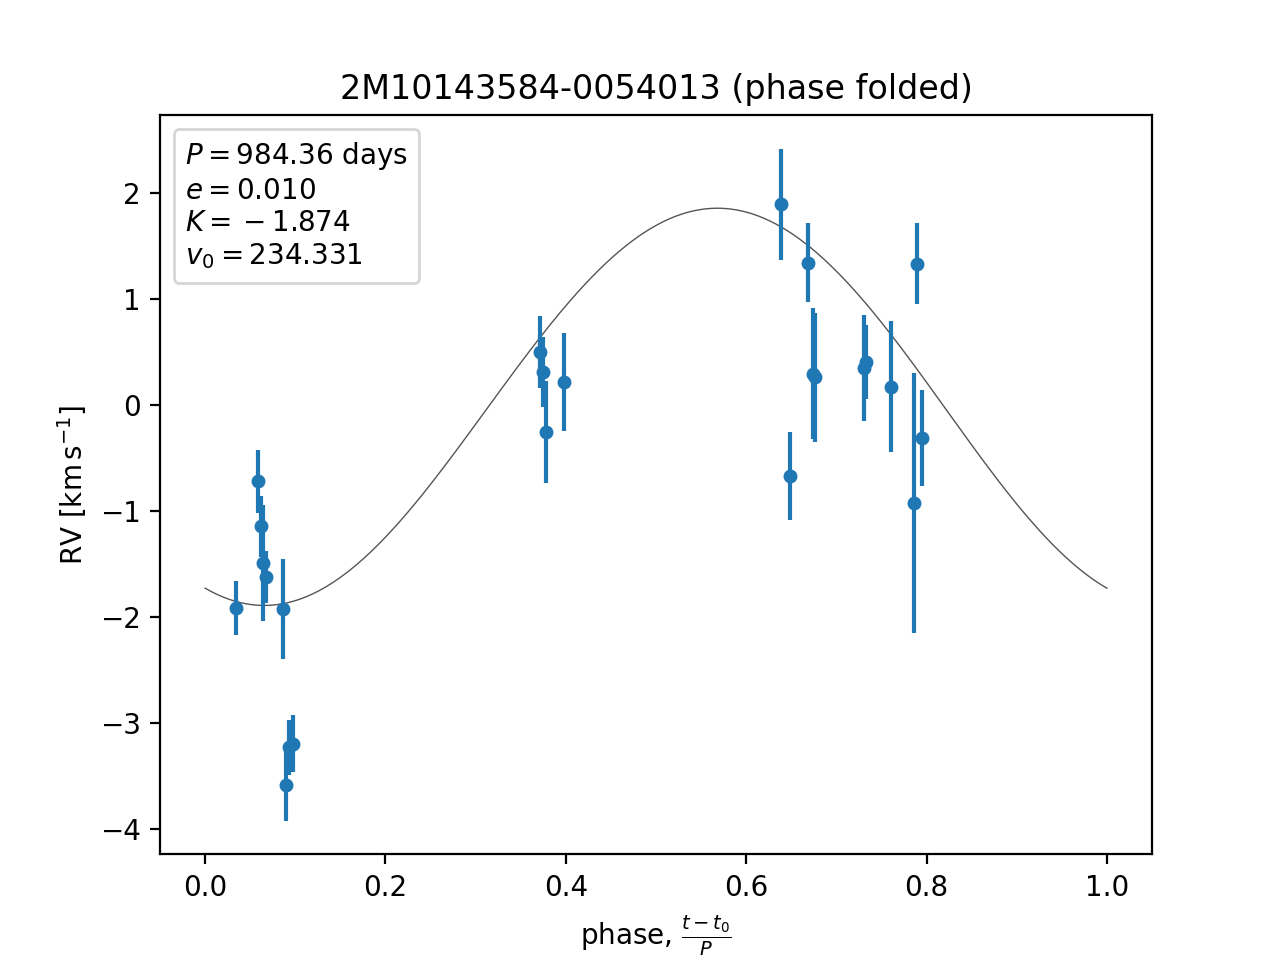 2M10143584-0054013 (phase folded)
P = 984.36 days
e = 0.010
K = −1.874
v₀ = 234.331
RV [km s⁻¹]
2
1
0
−1
−2
−3
−4
0.0 0.2 0.4 0.6 0.8 1.0
phase, (t − t₀)/P